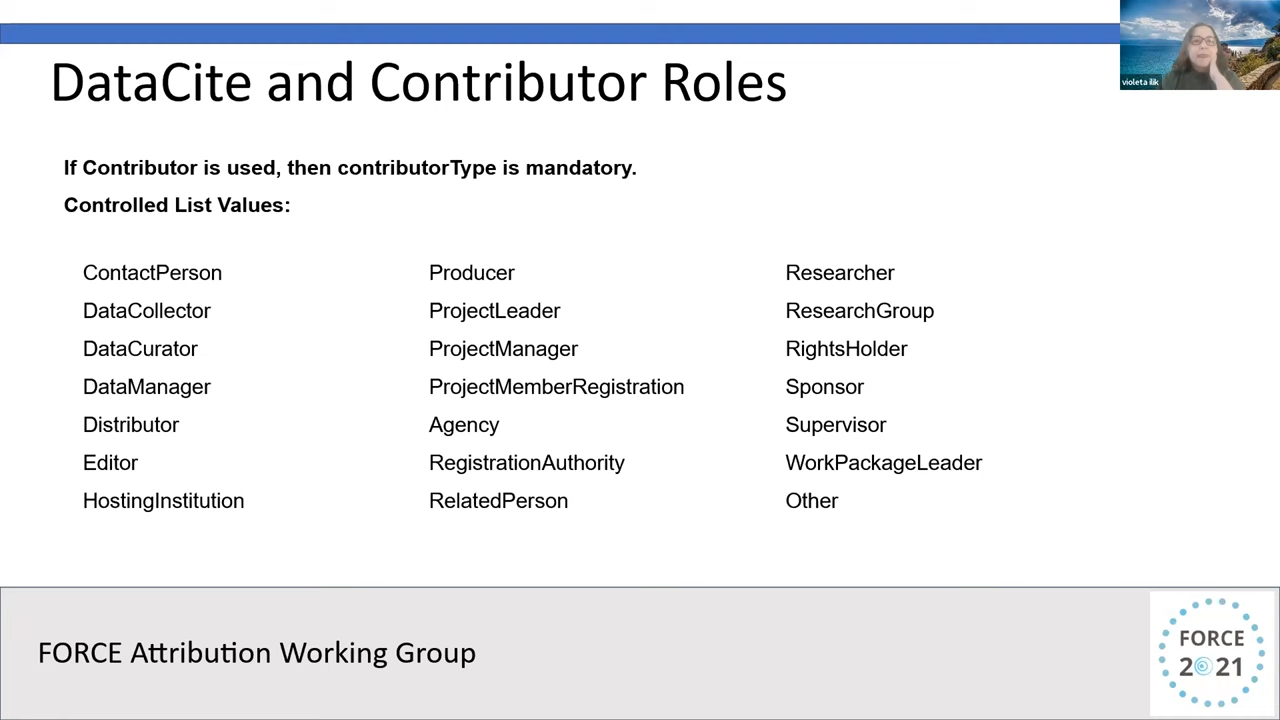 violeta ilik
DataCite and Contributor Roles
If Contributor is used, then contributorType is mandatory.
Controlled List Values:
ContactPerson
DataCollector
DataCurator
DataManager
Distributor
Editor
HostingInstitution
Producer
ProjectLeader
ProjectManager
ProjectMemberRegistration
Agency
RegistrationAuthority
RelatedPerson
Researcher
ResearchGroup
RightsHolder
Sponsor
Supervisor
WorkPackageLeader
Other
FORCE Attribution Working Group
FORCE
2021